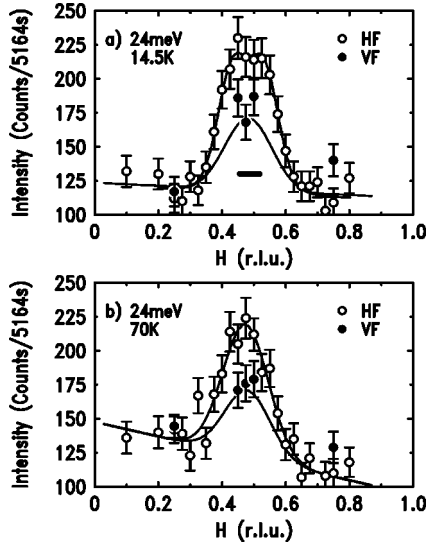 a) 24meV
14.5K
HF
VF
Intensity (Counts/5164s)
250
225
200
175
150
125
100
0 0.2 0.4 0.6 0.8 1.0
H (r.l.u.)
b) 24meV
70K
HF
VF
Intensity (Counts/5164s)
250
225
200
175
150
125
100
0 0.2 0.4 0.6 0.8 1.0
H (r.l.u.)